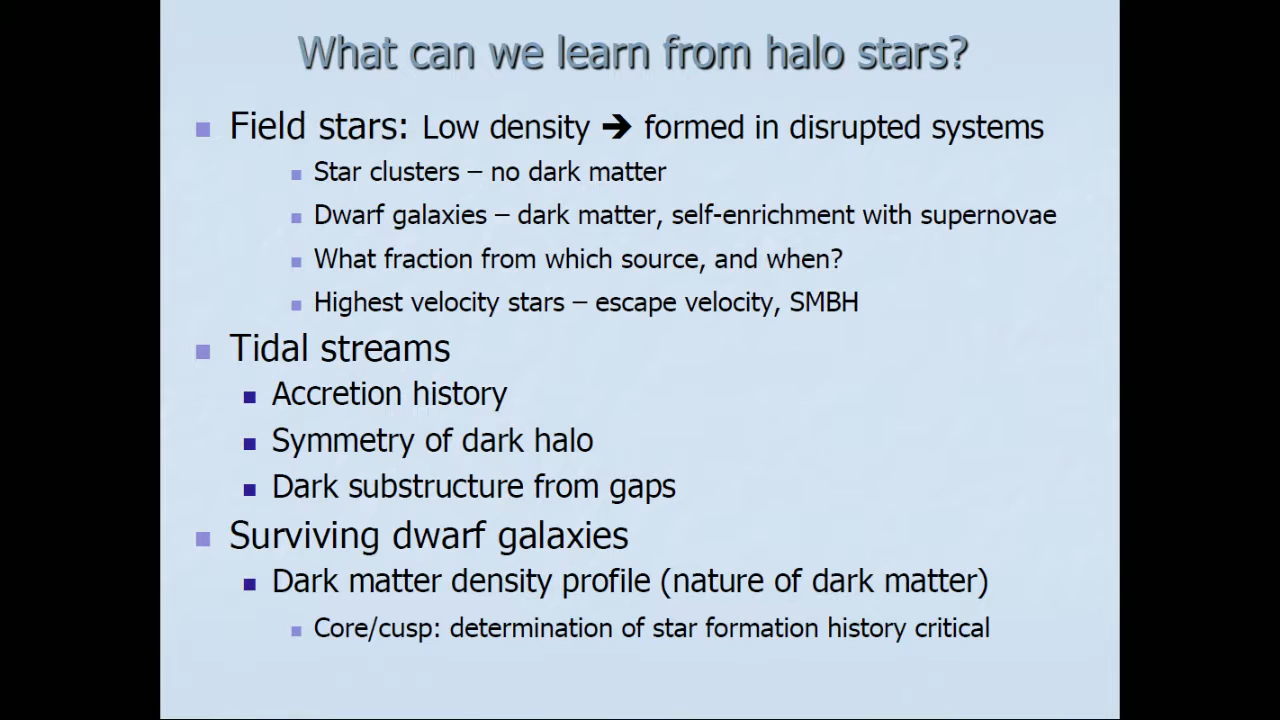 What can we learn from halo stars?
Field stars: Low density ➔ formed in disrupted systems
Star clusters – no dark matter
Dwarf galaxies – dark matter, self-enrichment with supernovae
What fraction from which source, and when?
Highest velocity stars – escape velocity, SMBH
Tidal streams
Accretion history
Symmetry of dark halo
Dark substructure from gaps
Surviving dwarf galaxies
Dark matter density profile (nature of dark matter)
Core/cusp: determination of star formation history critical